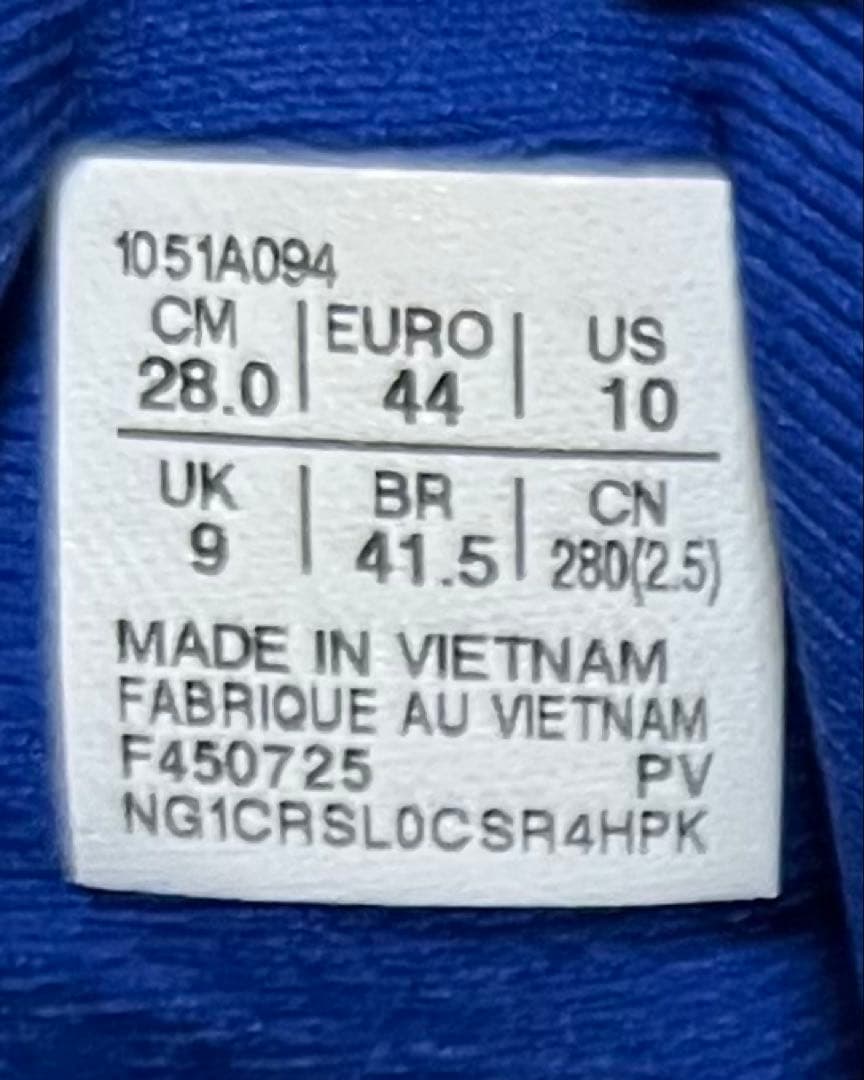 1051A094
CM | EURO | US
28.0 | 44 | 10
UK | BR | CN
9 | 41.5 | 280(2.5)
MADE IN VIETNAM
FABRIQUE AU VIETNAM
F450725 PV
NG1CRSL0CSR4HPK